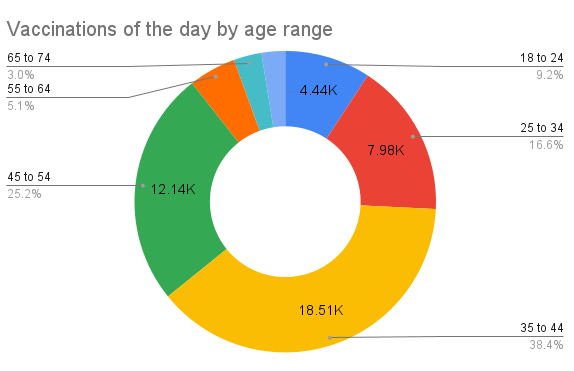 Vaccinations of the day by age range
65 to 74
3.0%
55 to 64
5.1%
45 to 54
25.2%
18 to 24
9.2%
25 to 34
16.6%
35 to 44
38.4%
4.44K
7.98K
12.14K
18.51K